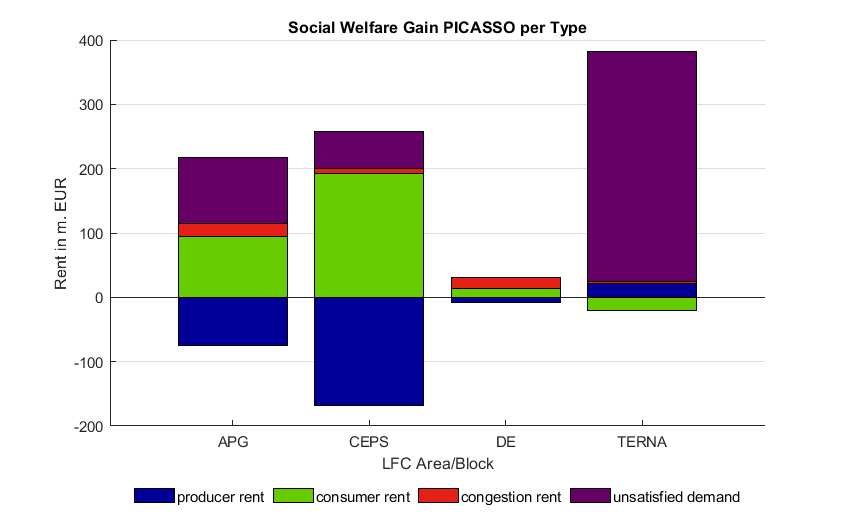 Social Welfare Gain PICASSO per Type
400
300
200
100
0
-100
-200
Rent in m. EUR
APG CEPS DE TERNA
LFC Area/Block
producer rent consumer rent congestion rent unsatisfied demand